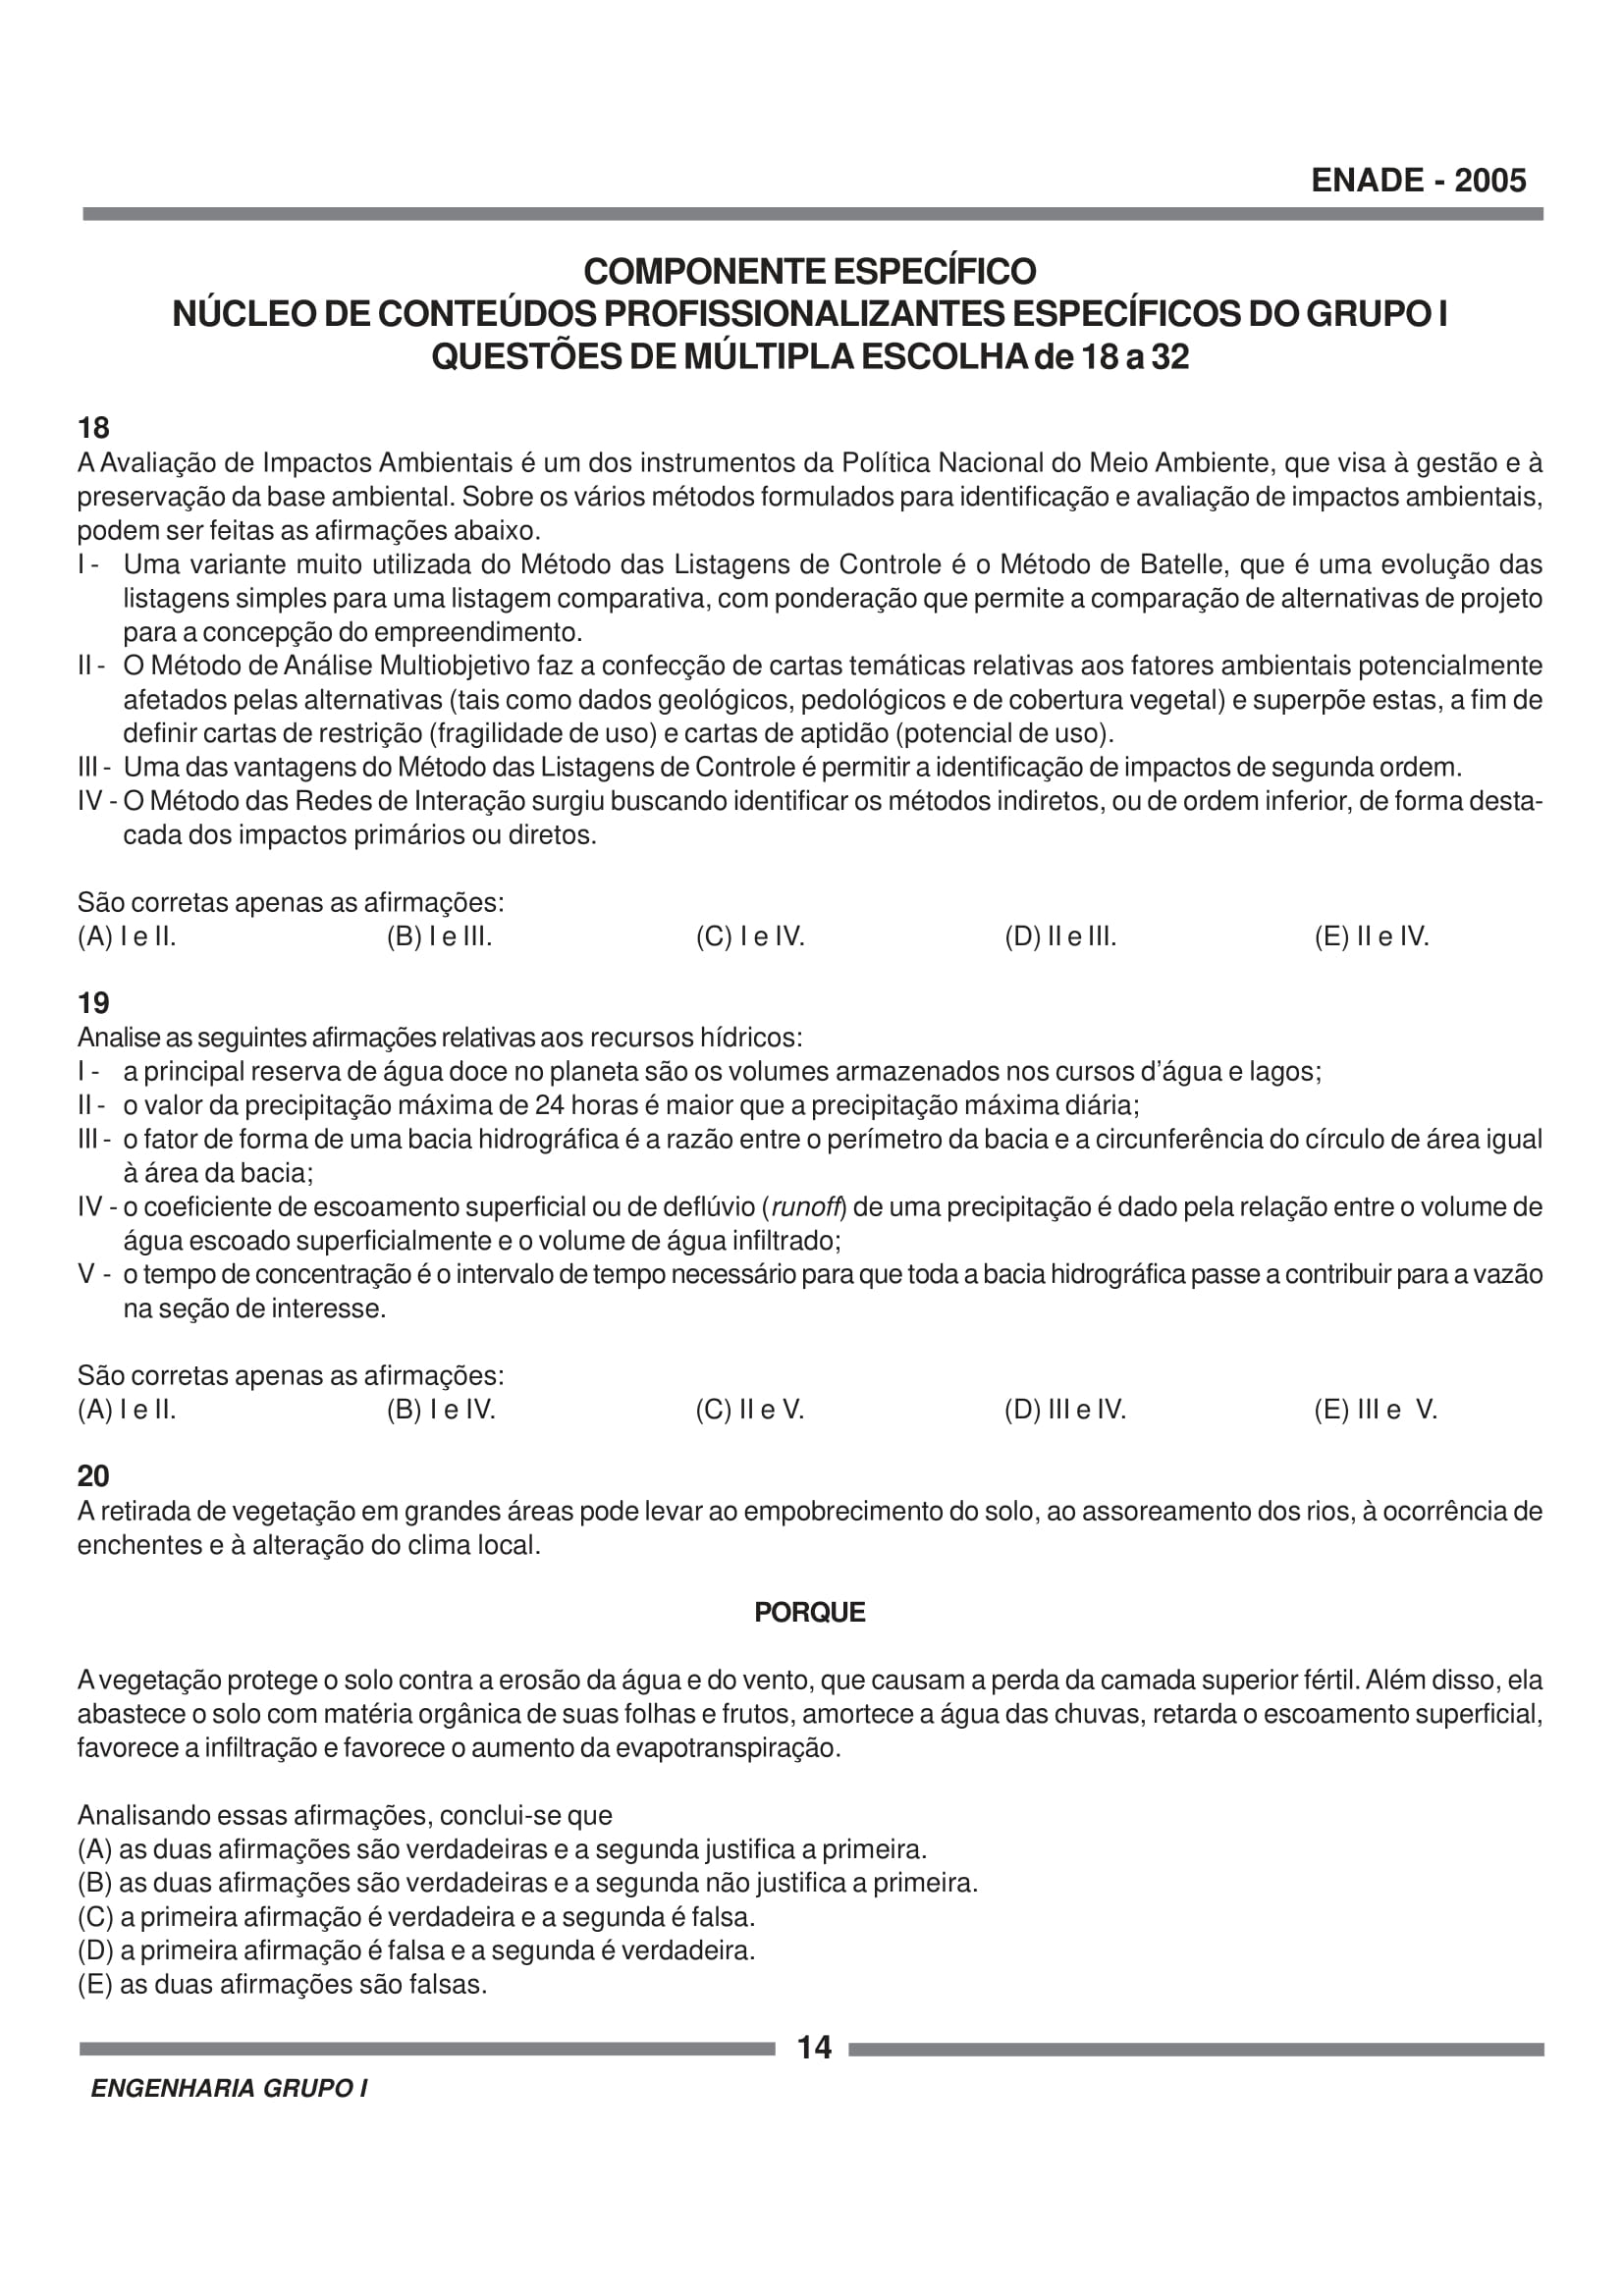 ENADE - 2005
COMPONENTE ESPECÍFICO
NÚCLEO DE CONTEÚDOS PROFISSIONALIZANTES ESPECÍFICOS DO GRUPO I
QUESTÕES DE MÚLTIPLA ESCOLHA de 18 a 32
18
A Avaliação de Impactos Ambientais é um dos instrumentos da Política Nacional do Meio Ambiente, que visa à gestão e à
preservação da base ambiental. Sobre os vários métodos formulados para identificação e avaliação de impactos ambientais,
podem ser feitas as afirmações abaixo.
I - Uma variante muito utilizada do Método das Listagens de Controle é o Método de Batelle, que é uma evolução das
listagens simples para uma listagem comparativa, com ponderação que permite a comparação de alternativas de projeto
para a concepção do empreendimento.
II - O Método de Análise Multiobjetivo faz a confecção de cartas temáticas relativas aos fatores ambientais potencialmente
afetados pelas alternativas (tais como dados geológicos, pedológicos e de cobertura vegetal) e superpõe estas, a fim de
definir cartas de restrição (fragilidade de uso) e cartas de aptidão (potencial de uso).
III - Uma das vantagens do Método das Listagens de Controle é permitir a identificação de impactos de segunda ordem.
IV - O Método das Redes de Interação surgiu buscando identificar os métodos indiretos, ou de ordem inferior, de forma desta-
cada dos impactos primários ou diretos.
São corretas apenas as afirmações:
(A) I e II. (B) I e III. (C) I e IV. (D) II e III. (E) II e IV.
19
Analise as seguintes afirmações relativas aos recursos hídricos:
I - a principal reserva de água doce no planeta são os volumes armazenados nos cursos d'água e lagos;
II - o valor da precipitação máxima de 24 horas é maior que a precipitação máxima diária;
III - o fator de forma de uma bacia hidrográfica é a razão entre o perímetro da bacia e a circunferência do círculo de área igual
à área da bacia;
IV - o coeficiente de escoamento superficial ou de deflúvio (runoff) de uma precipitação é dado pela relação entre o volume de
água escoado superficialmente e o volume de água infiltrado;
V - o tempo de concentração é o intervalo de tempo necessário para que toda a bacia hidrográfica passe a contribuir para a vazão
na seção de interesse.
São corretas apenas as afirmações:
(A) I e II. (B) I e IV. (C) II e V. (D) III e IV. (E) III e V.
20
A retirada de vegetação em grandes áreas pode levar ao empobrecimento do solo, ao assoreamento dos rios, à ocorrência de
enchentes e à alteração do clima local.
PORQUE
A vegetação protege o solo contra a erosão da água e do vento, que causam a perda da camada superior fértil. Além disso, ela
abastece o solo com matéria orgânica de suas folhas e frutos, amortece a água das chuvas, retarda o escoamento superficial,
favorece a infiltração e favorece o aumento da evapotranspiração.
Analisando essas afirmações, conclui-se que
(A) as duas afirmações são verdadeiras e a segunda justifica a primeira.
(B) as duas afirmações são verdadeiras e a segunda não justifica a primeira.
(C) a primeira afirmação é verdadeira e a segunda é falsa.
(D) a primeira afirmação é falsa e a segunda é verdadeira.
(E) as duas afirmações são falsas.
14
ENGENHARIA GRUPO I